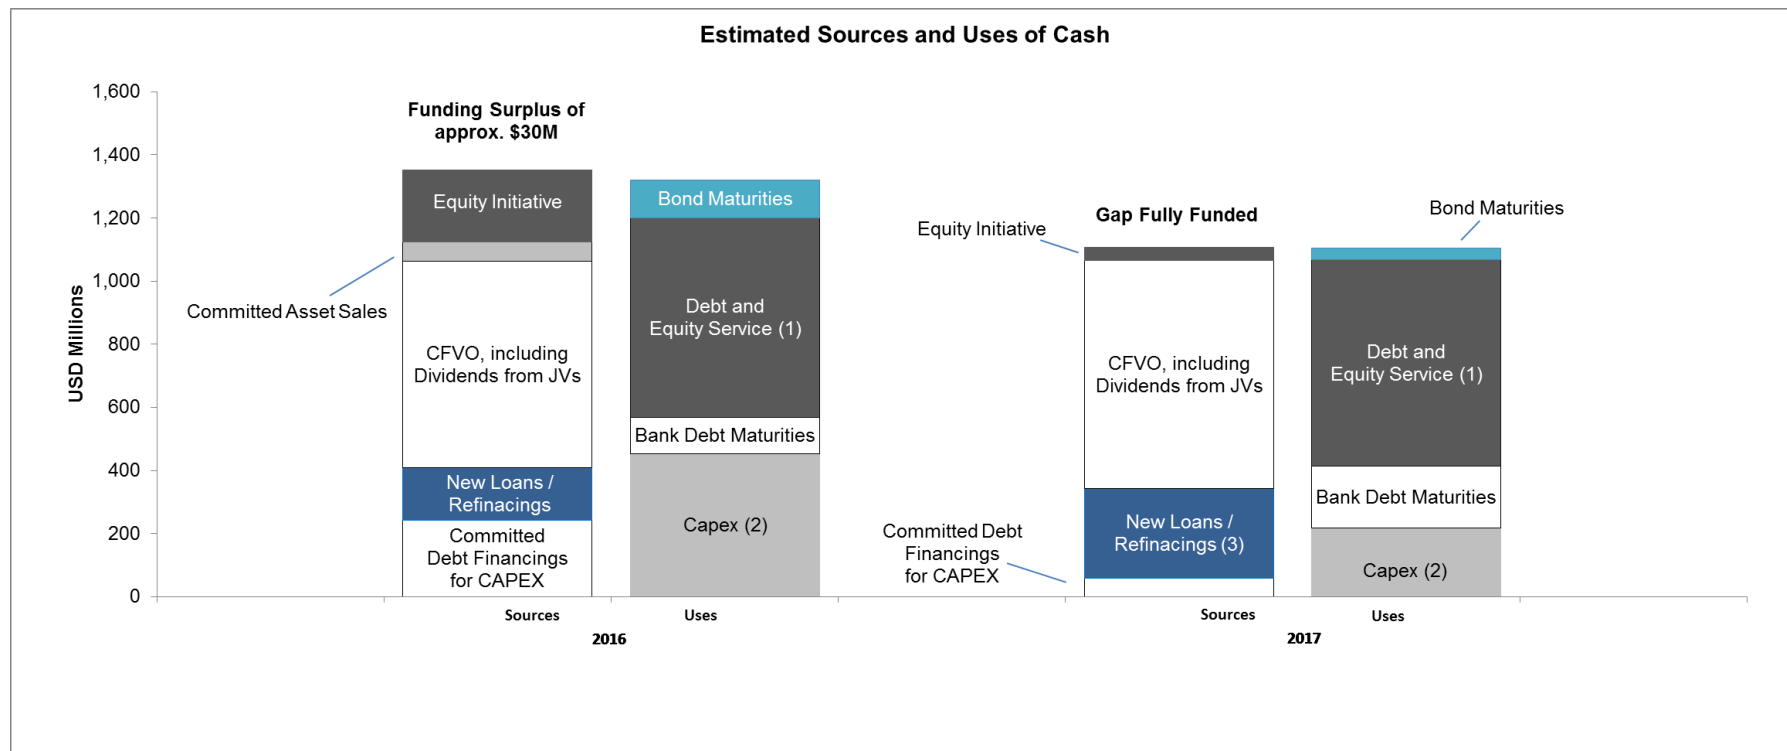 Estimated Sources and Uses of Cash
USD Millions
1,600
1,400
1,200
1,000
800
600
400
200
0
Funding Surplus of
approx. $30M
Equity Initiative
Committed Asset Sales
CFVO, including
Dividends from JVs
New Loans /
Refinacings
Committed
Debt Financings
for CAPEX
Bond Maturities
Debt and
Equity Service (1)
Bank Debt Maturities
Capex (2)
Gap Fully Funded
Equity Initiative
CFVO, including
Dividends from JVs
New Loans /
Refinacings (3)
Committed Debt
Financings
for CAPEX
Bond Maturities
Debt and
Equity Service (1)
Bank Debt Maturities
Capex (2)
Sources
Uses
2016
Sources
Uses
2017